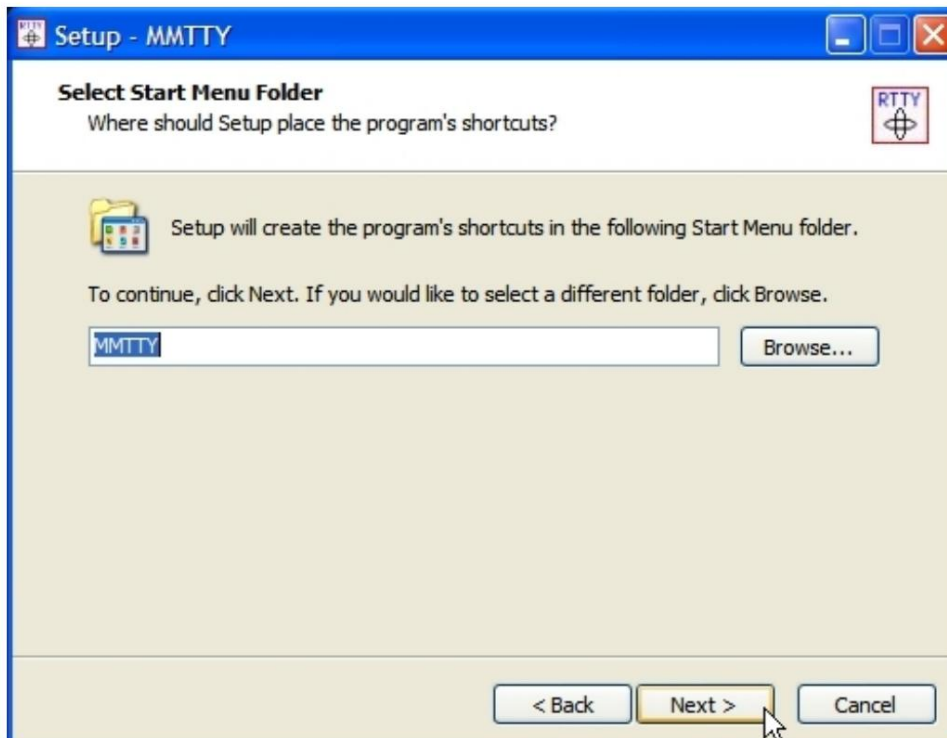 Setup - MMTTY
Select Start Menu Folder
Where should Setup place the program's shortcuts?
RTTY
Setup will create the program's shortcuts in the following Start Menu folder.
To continue, click Next. If you would like to select a different folder, click Browse.
MMTTY
Browse...
< Back
Next >
Cancel